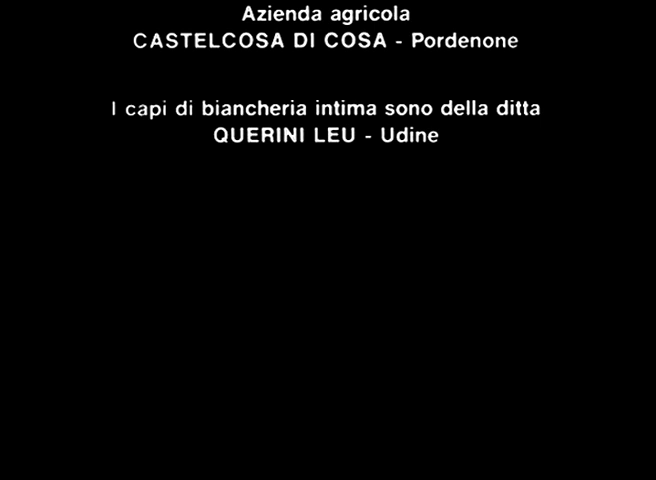 Azienda agricola
CASTELCOSA DI COSA - Pordenone
I capi di biancheria intima sono della ditta
QUERINI LEU - Udine